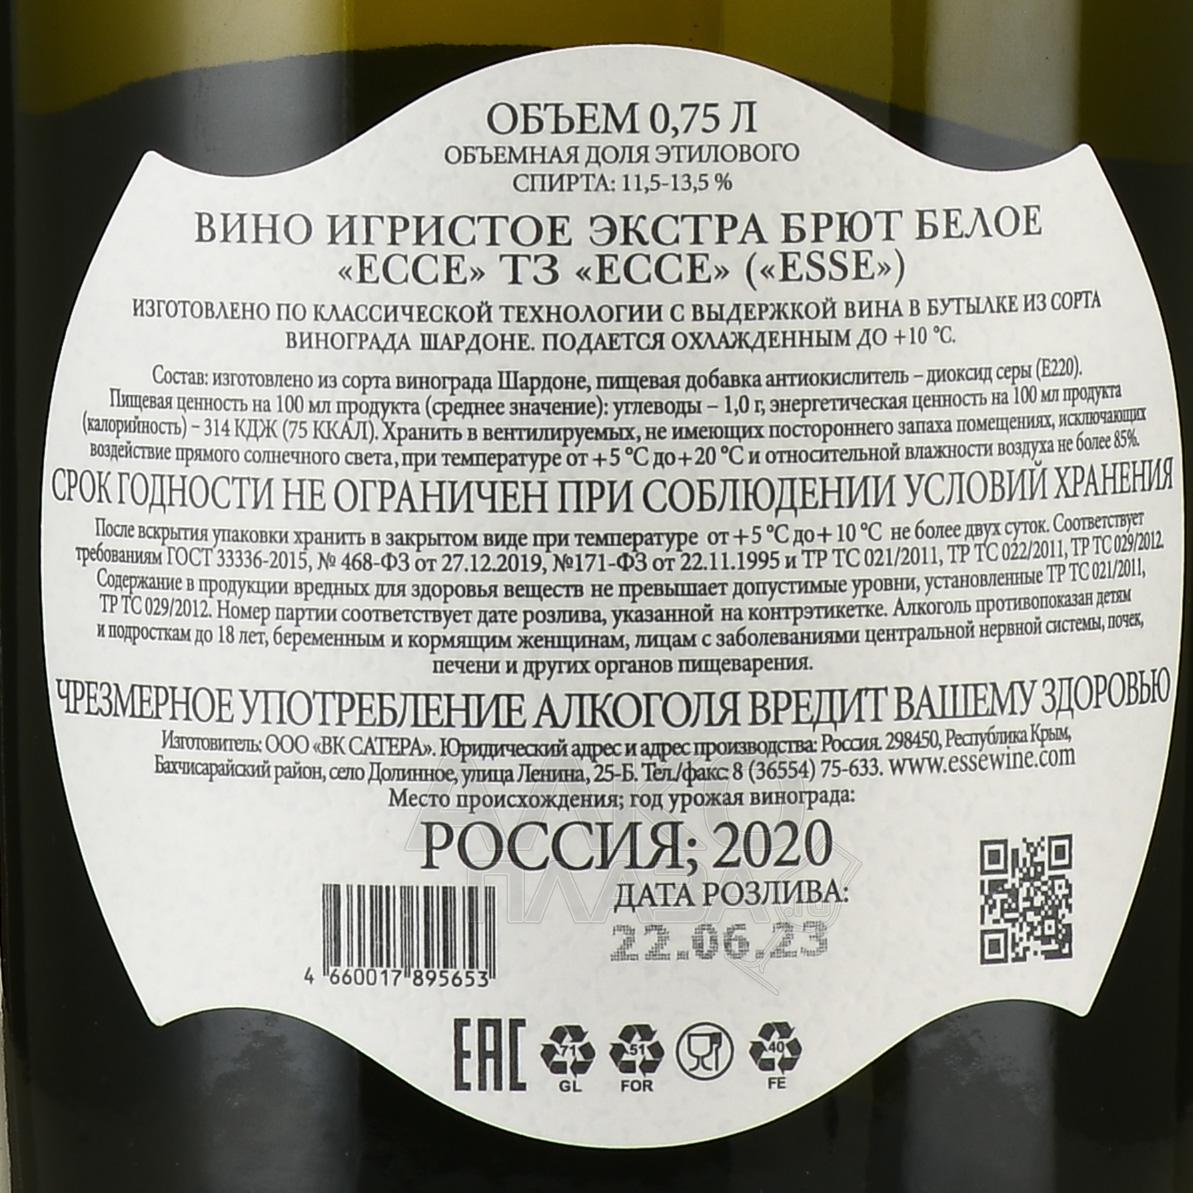 ОБЪЕМ 0,75 Л
ОБЪЕМНАЯ ДОЛЯ ЭТИЛОВОГО
СПИРТА: 11,5-13,5 %
ВИНО ИГРИСТОЕ ЭКСТРА БРЮТ БЕЛОЕ
«ЕССЕ» ТЗ «ЕССЕ» («ESSE»)
ИЗГОТОВЛЕНО ПО КЛАССИЧЕСКОЙ ТЕХНОЛОГИИ С ВЫДЕРЖКОЙ ВИНА В БУТЫЛКЕ ИЗ СОРТА
ВИНОГРАДА ШАРДОНЕ. ПОДАЕТСЯ ОХЛАЖДЕННЫМ ДО +10 °С.
Состав: изготовлено из сорта винограда Шардоне, пищевая добавка антиокислитель – диоксид серы (Е220).
Пищевая ценность на 100 мл продукта (среднее значение): углеводы – 1,0 г, энергетическая ценность на 100 мл продукта
(калорийность) – 314 КДЖ (75 ККАЛ). Хранить в вентилируемых, не имеющих постороннего запаха помещениях, исключающих
воздействие прямого солнечного света, при температуре от +5 °С до +20 °С и относительной влажности воздуха не более 85%.
СРОК ГОДНОСТИ НЕ ОГРАНИЧЕН ПРИ СОБЛЮДЕНИИ УСЛОВИЙ ХРАНЕНИЯ
После вскрытия упаковки хранить в закрытом виде при температуре от +5 °С до +10 °С не более двух суток. Соответствует
требованиям ГОСТ 33336-2015, № 468-ФЗ от 27.12.2019, №171-ФЗ от 22.11.1995 и ТР ТС 021/2011, ТР ТС 022/2011, ТР ТС 029/2012.
Содержание в продукции вредных для здоровья веществ не превышает допустимые уровни, установленные ТР ТС 021/2011,
ТР ТС 029/2012. Номер партии соответствует дате розлива, указанной на контрэтикетке. Алкоголь противопоказан детям
и подросткам до 18 лет, беременным и кормящим женщинам, лицам с заболеваниями центральной нервной системы, почек,
печени и других органов пищеварения.
ЧРЕЗМЕРНОЕ УПОТРЕБЛЕНИЕ АЛКОГОЛЯ ВРЕДИТ ВАШЕМУ ЗДОРОВЬЮ
Изготовитель: ООО «ВК САТЕРА». Юридический адрес и адрес производства: Россия. 298450, Республика Крым,
Бахчисарайский район, село Долинное, улица Ленина, 25-Б. Тел./факс: 8 (36554) 75-633. www.essewine.com
Место происхождения; год урожая винограда:
РОССИЯ; 2020
ДАТА РОЗЛИВА:
22.06.23
4 660017 895653
ЕАС
71
GL
51
FOR
40
FE
АЛКО
ПЛАЗА.ru